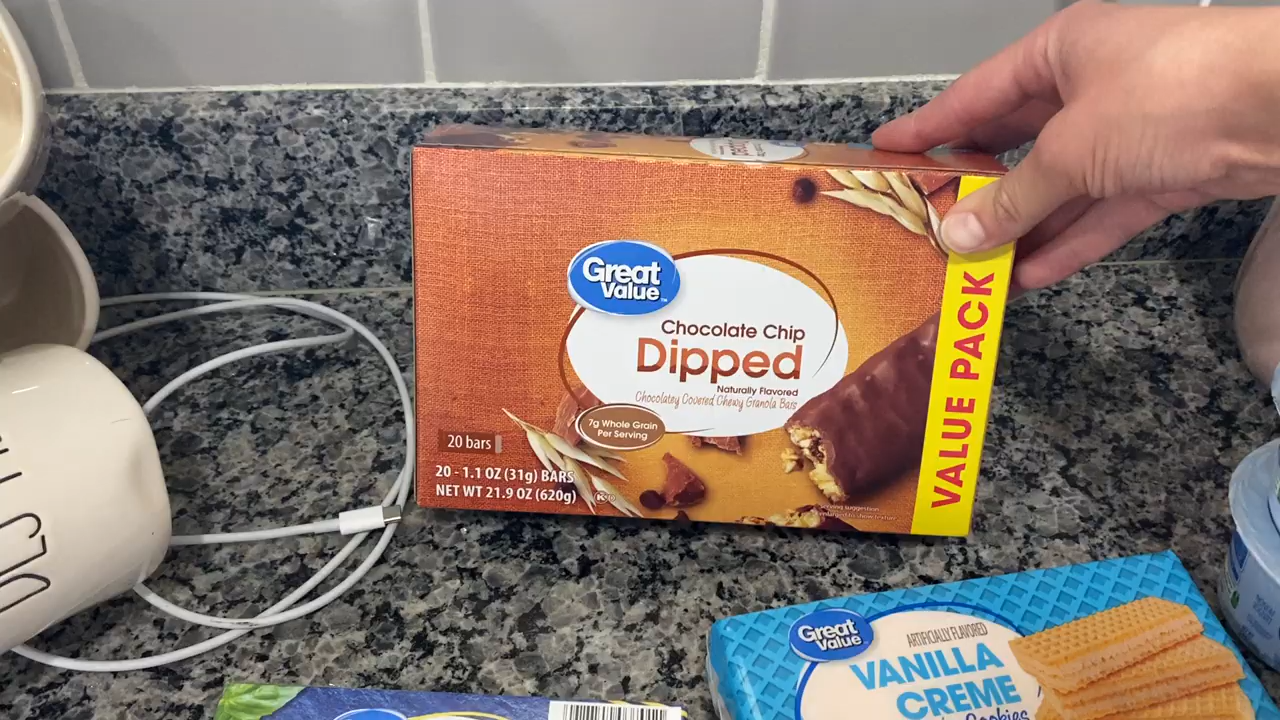 Great
Value
Chocolate Chip
Dipped
Naturally Flavored
Chocolatey Covered Chewy Granola Bars
7g Whole Grain
Per Serving
20 bars
20 - 1.1 OZ (31g) BARS
NET WT 21.9 OZ (620g)
VALUE PACK
Great
Value
ARTIFICIALLY FLAVORED
VANILLA
CREME
Cookies